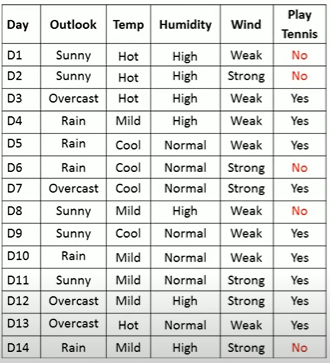 Day Outlook Temp Humidity Wind Play Tennis
D1 Sunny Hot High Weak No
D2 Sunny Hot High Strong No
D3 Overcast Hot High Weak Yes
D4 Rain Mild High Weak Yes
D5 Rain Cool Normal Weak Yes
D6 Rain Cool Normal Strong No
D7 Overcast Cool Normal Strong Yes
D8 Sunny Mild High Weak No
D9 Sunny Cool Normal Weak Yes
D10 Rain Mild Normal Weak Yes
D11 Sunny Mild Normal Strong Yes
D12 Overcast Mild High Strong Yes
D13 Overcast Hot Normal Weak Yes
D14 Rain Mild High Strong No